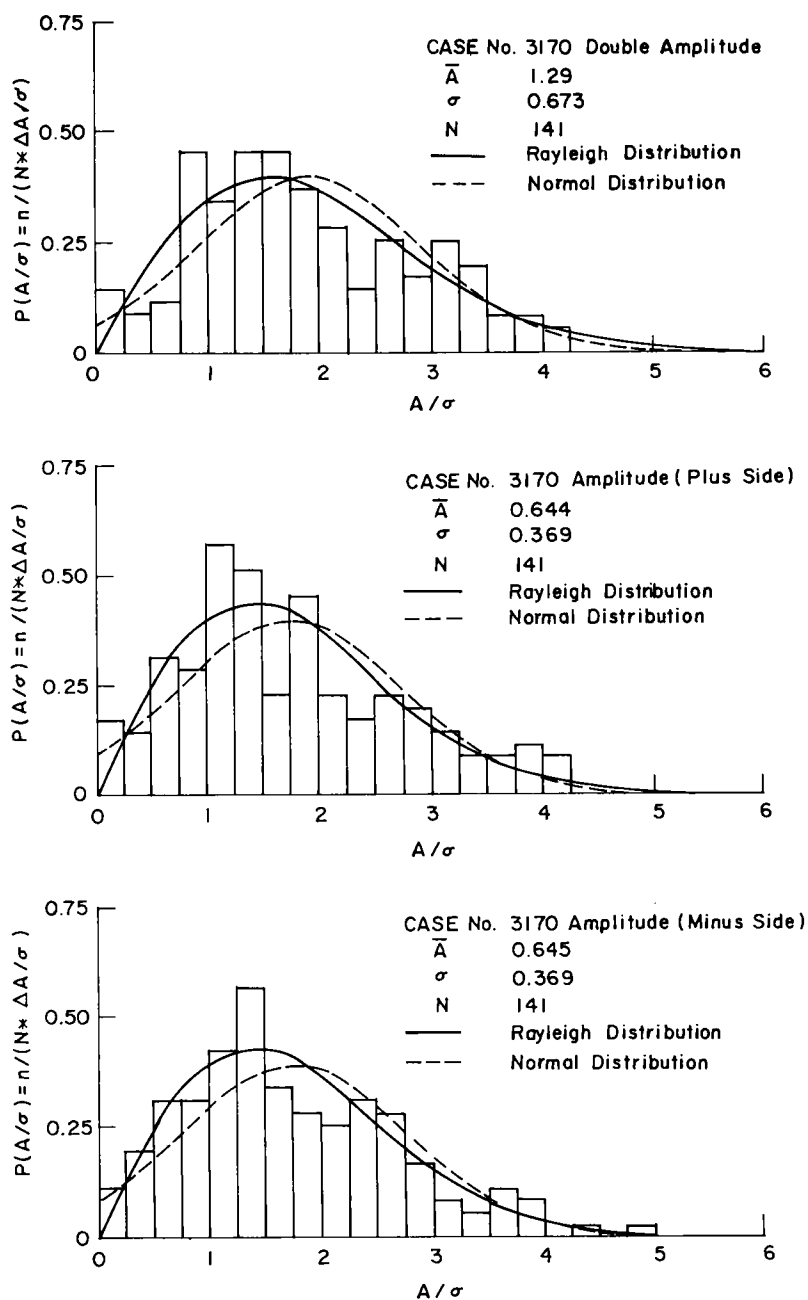 CASE No. 3170 Double Amplitude
A̅ 1.29
σ 0.673
N 141
Rayleigh Distribution
Normal Distribution
P(A/σ)=n/(N*ΔA/σ)
0.75
0.50
0.25
0
0 1 2 3 4 5 6
A/σ
CASE No. 3170 Amplitude (Plus Side)
A̅ 0.644
σ 0.369
N 141
Rayleigh Distribution
Normal Distribution
P(A/σ)=n/(N*ΔA/σ)
0.75
0.50
0.25
0
0 1 2 3 4 5 6
A/σ
CASE No. 3170 Amplitude (Minus Side)
A̅ 0.645
σ 0.369
N 141
Rayleigh Distribution
Normal Distribution
P(A/σ)=n/(N*ΔA/σ)
0.75
0.50
0.25
0
0 1 2 3 4 5 6
A/σ